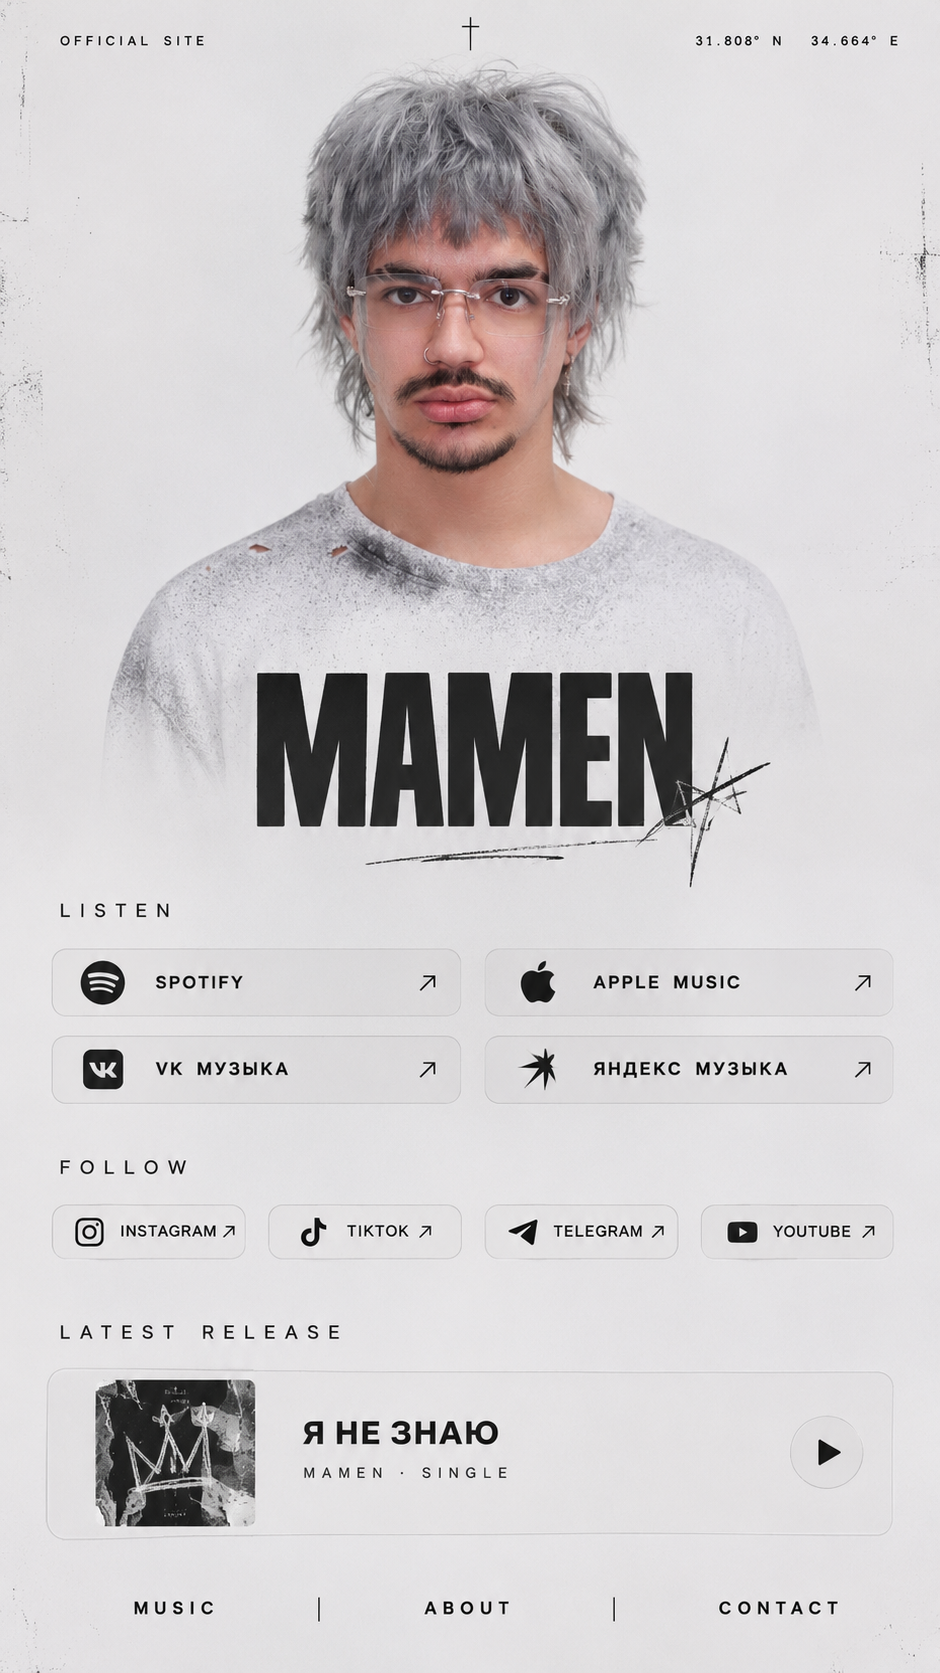 OFFICIAL SITE
31.808° N 34.664° E
MAMEN
LISTEN
SPOTIFY
APPLE MUSIC
VK МУЗЫКА
ЯНДЕКС МУЗЫКА
FOLLOW
INSTAGRAM
TIKTOK
TELEGRAM
YOUTUBE
LATEST RELEASE
Я НЕ ЗНАЮ
MAMEN · SINGLE
MUSIC | ABOUT | CONTACT